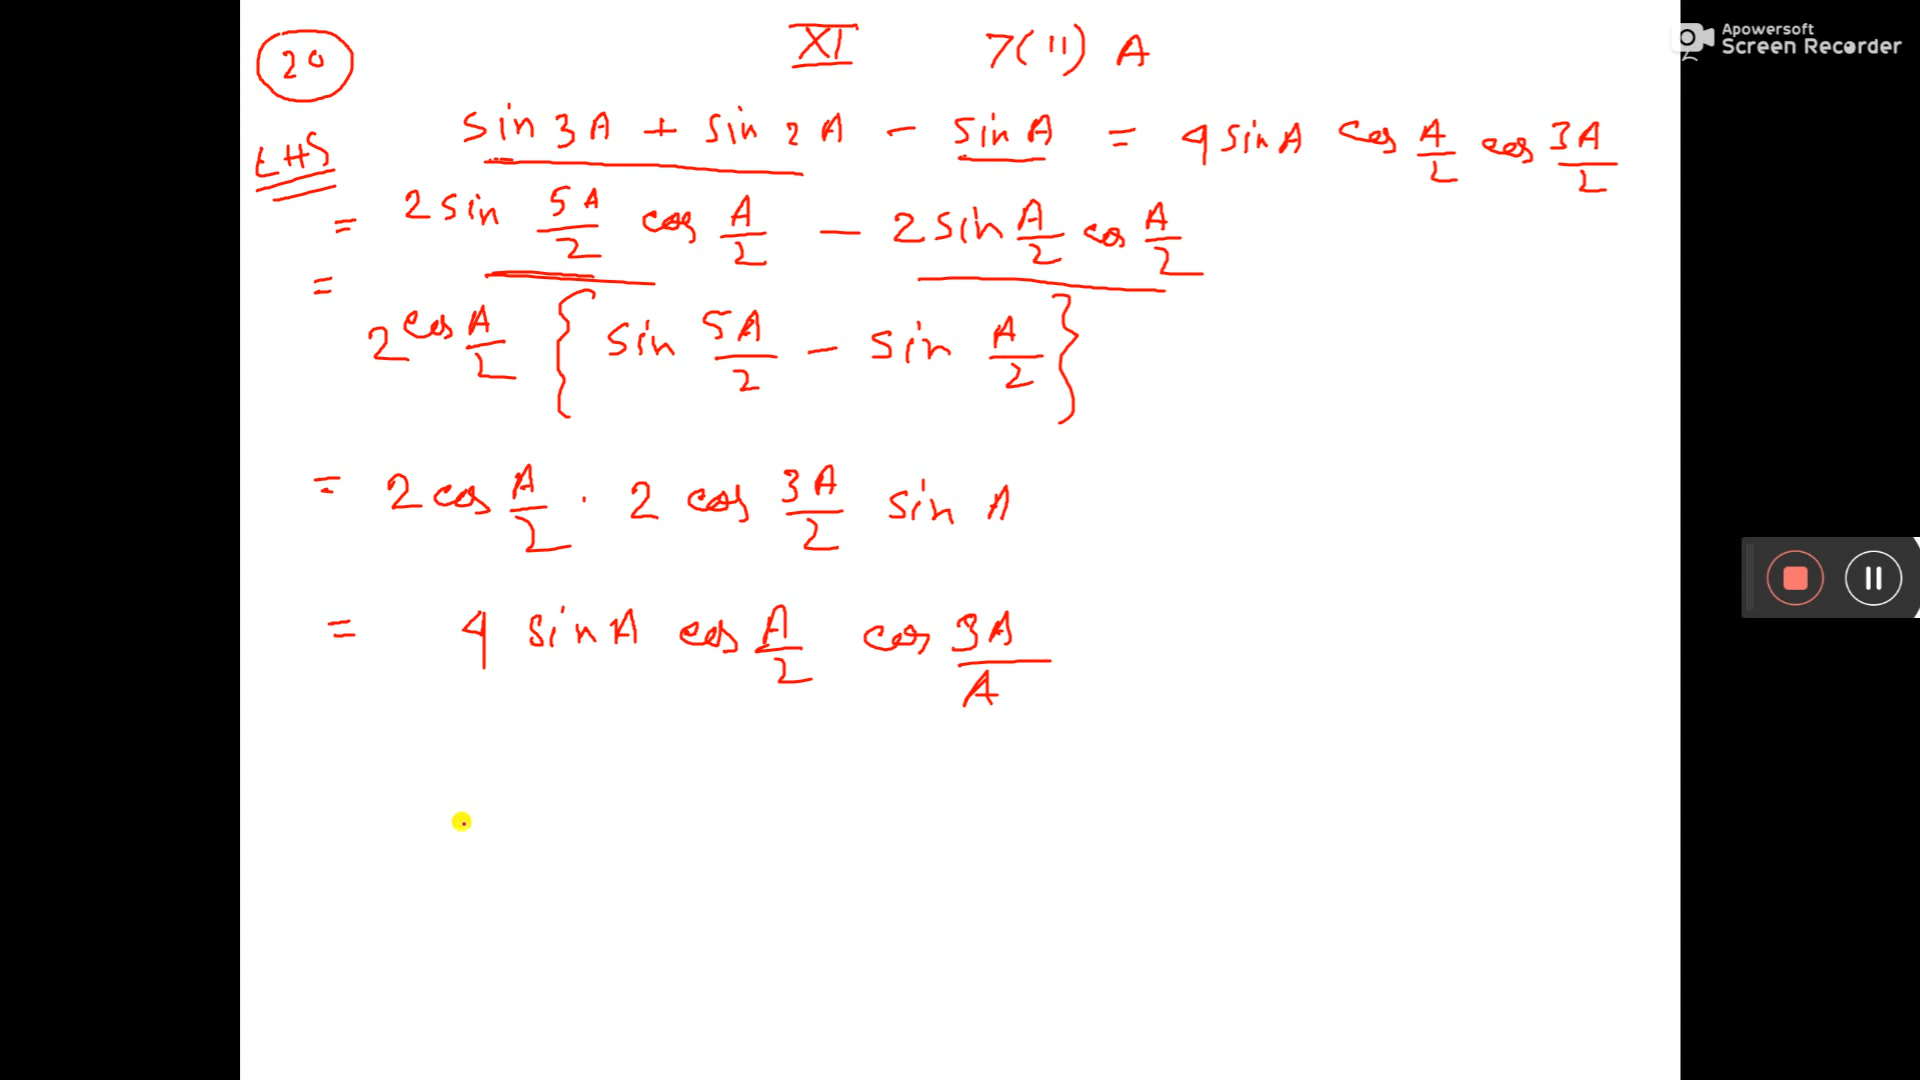 20 XI 7(ii) A
Apowersoft
Screen Recorder
LHS sin 3A + sin 2A - sin A = 4 sin A cos A/2 cos 3A/2
= 2 sin 5A/2 cos A/2 - 2 sin A/2 cos A/2
= 2 cos A/2 { sin 5A/2 - sin A/2 }
= 2 cos A/2 . 2 cos 3A/2 sin A
= 4 sin A cos A/2 cos 3A/A